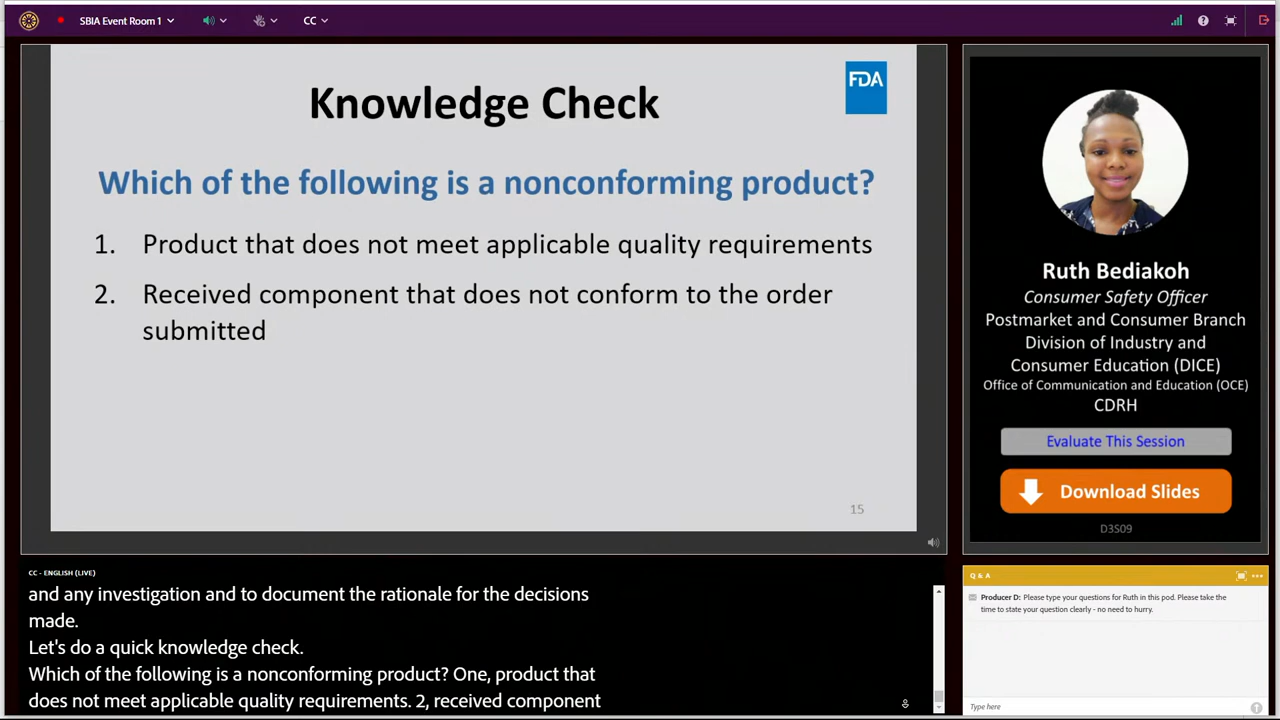 SBIA Event Room 1
CC
Knowledge Check
FDA
Which of the following is a nonconforming product?
1. Product that does not meet applicable quality requirements
2. Received component that does not conform to the order
submitted
15
Ruth Bediakoh
Consumer Safety Officer
Postmarket and Consumer Branch
Division of Industry and
Consumer Education (DICE)
Office of Communication and Education (OCE)
CDRH
Evaluate This Session
Download Slides
D3S09
CC - ENGLISH (LIVE)
and any investigation and to document the rationale for the decisions
made.
Let's do a quick knowledge check.
Which of the following is a nonconforming product? One, product that
does not meet applicable quality requirements. 2, received component
Q & A
Producer D: Please type your questions for Ruth in this pod. Please take the
time to state your question clearly - no need to hurry.
Type here